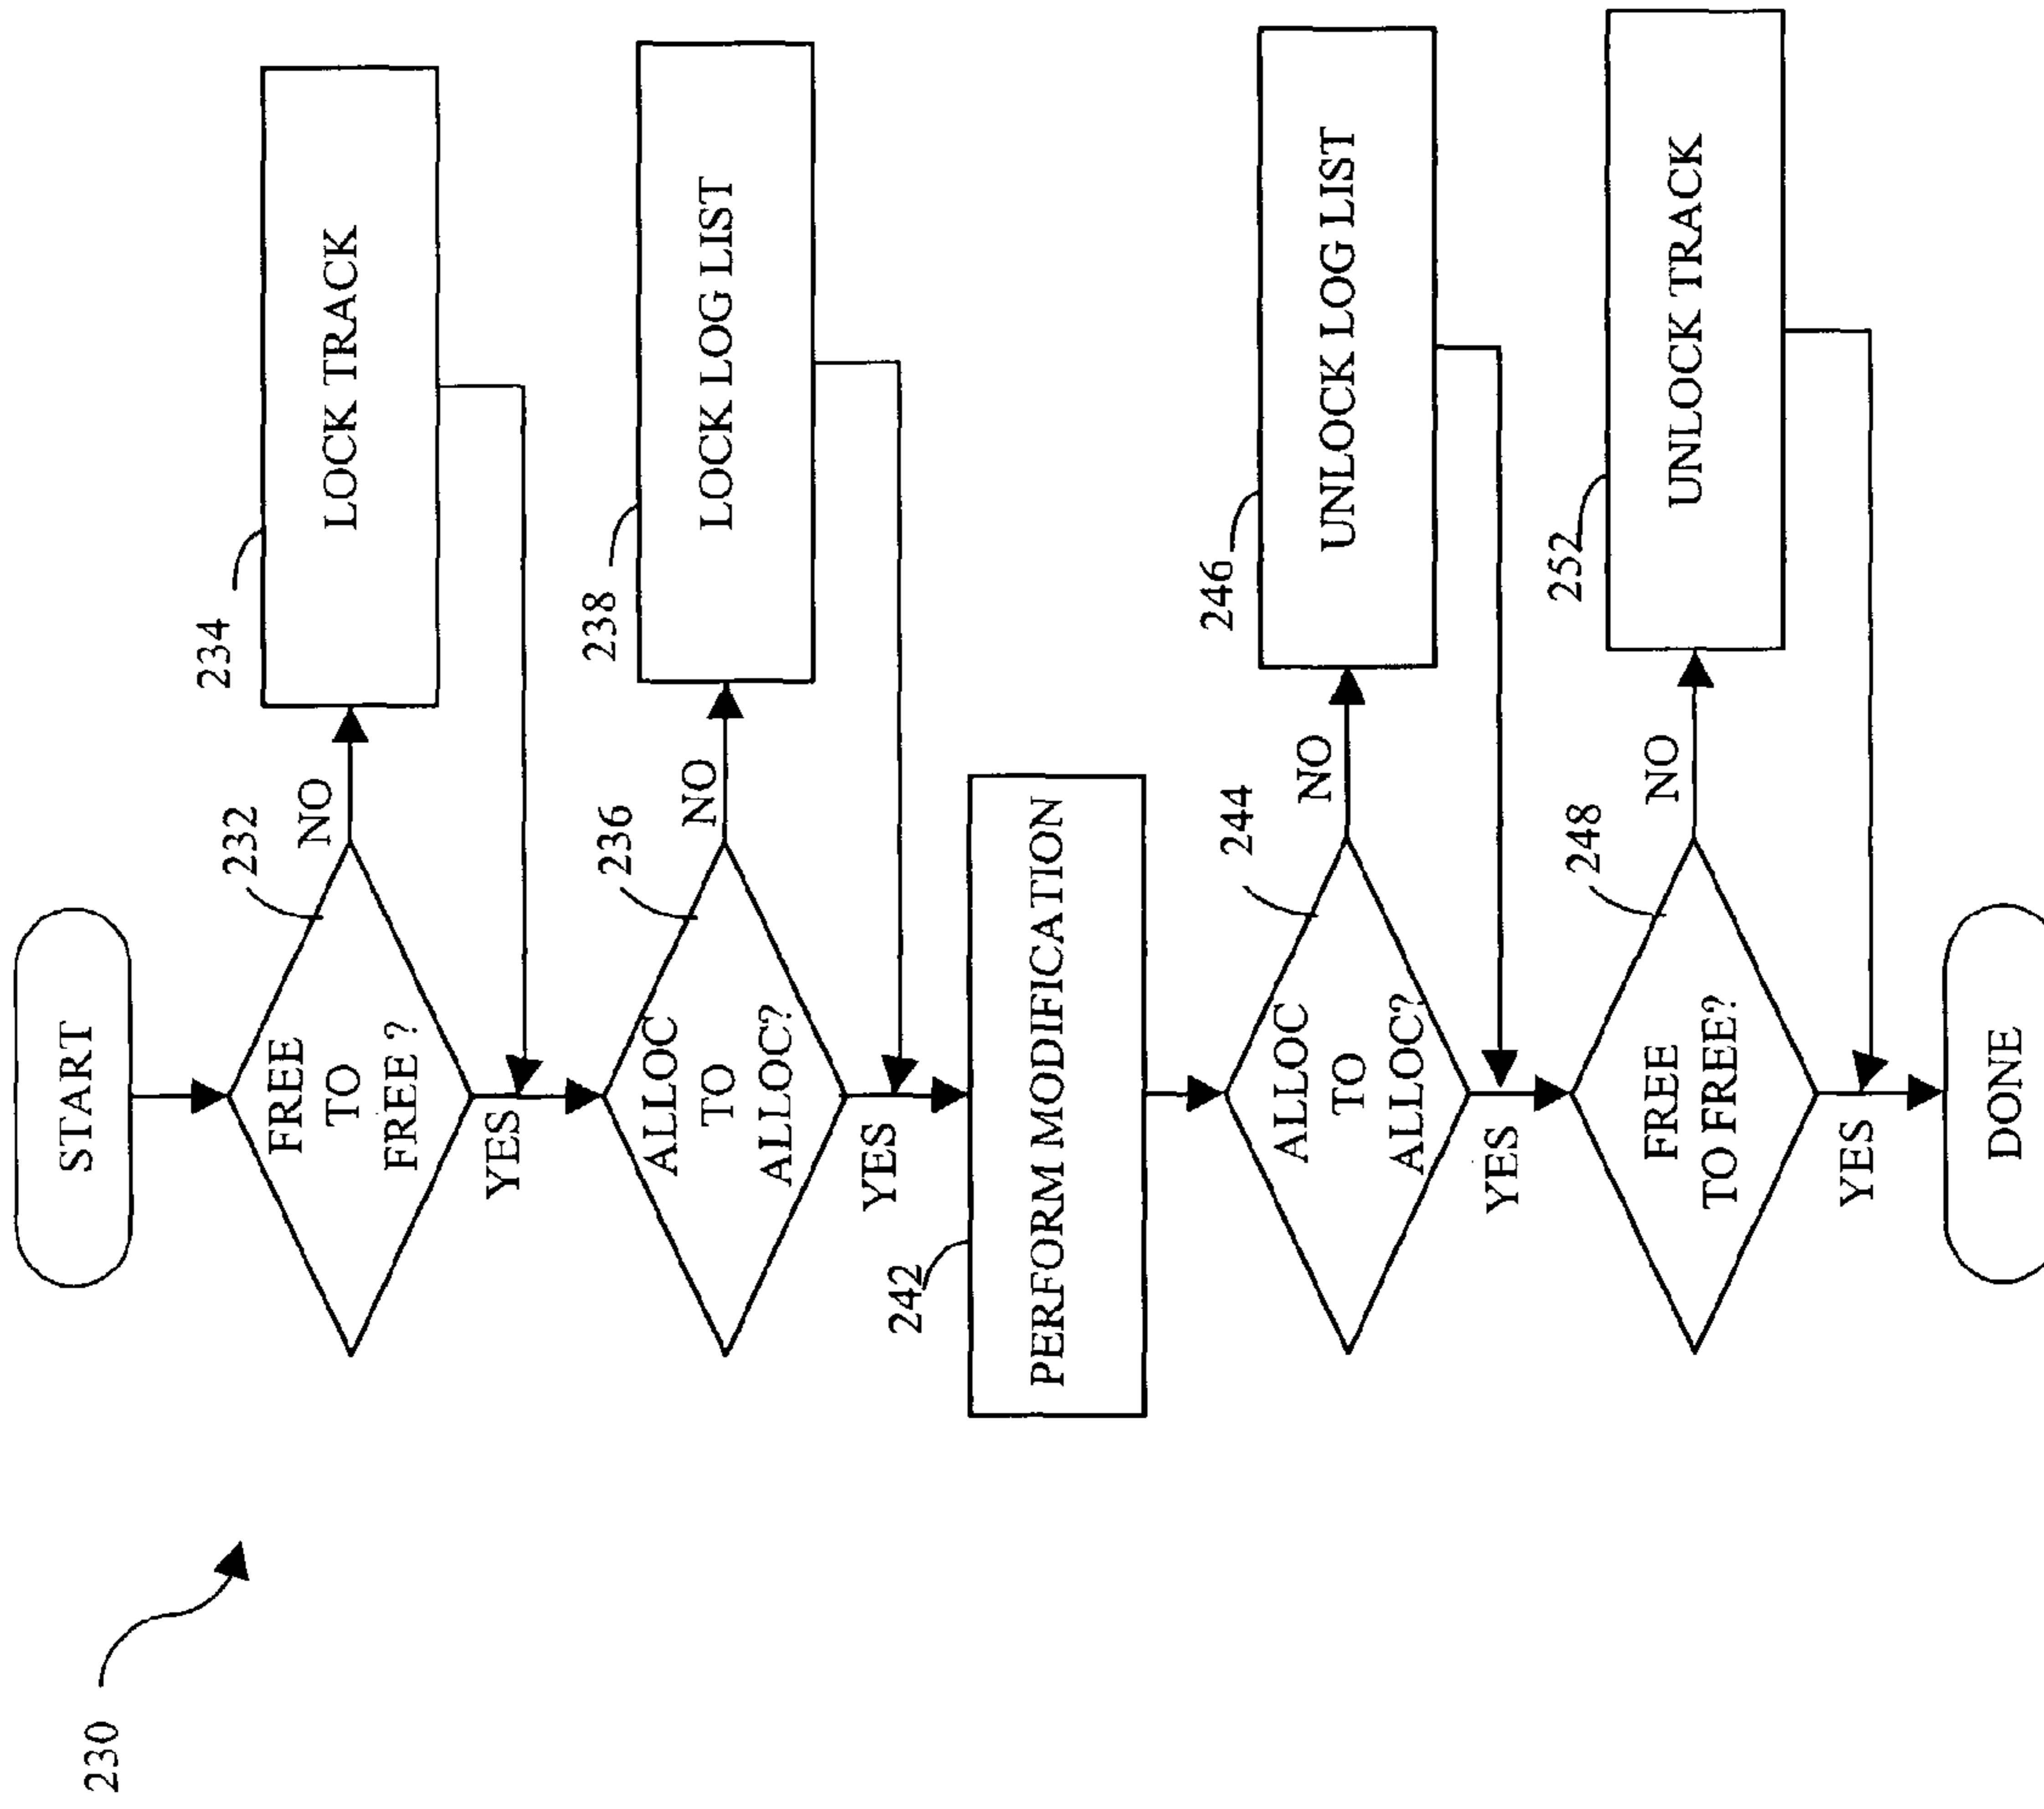 230
START
232
FREE
TO
FREE ?
NO
234
LOCK TRACK
YES
236
ALLOC
TO
ALLOC?
NO
238
LOCK LOG LIST
YES
242
PERFORM MODIFICATION
244
ALLOC
TO
ALLOC?
NO
246
UNLOCK LOG LIST
YES
248
FREE
TO FREE?
NO
252
UNLOCK TRACK
YES
DONE